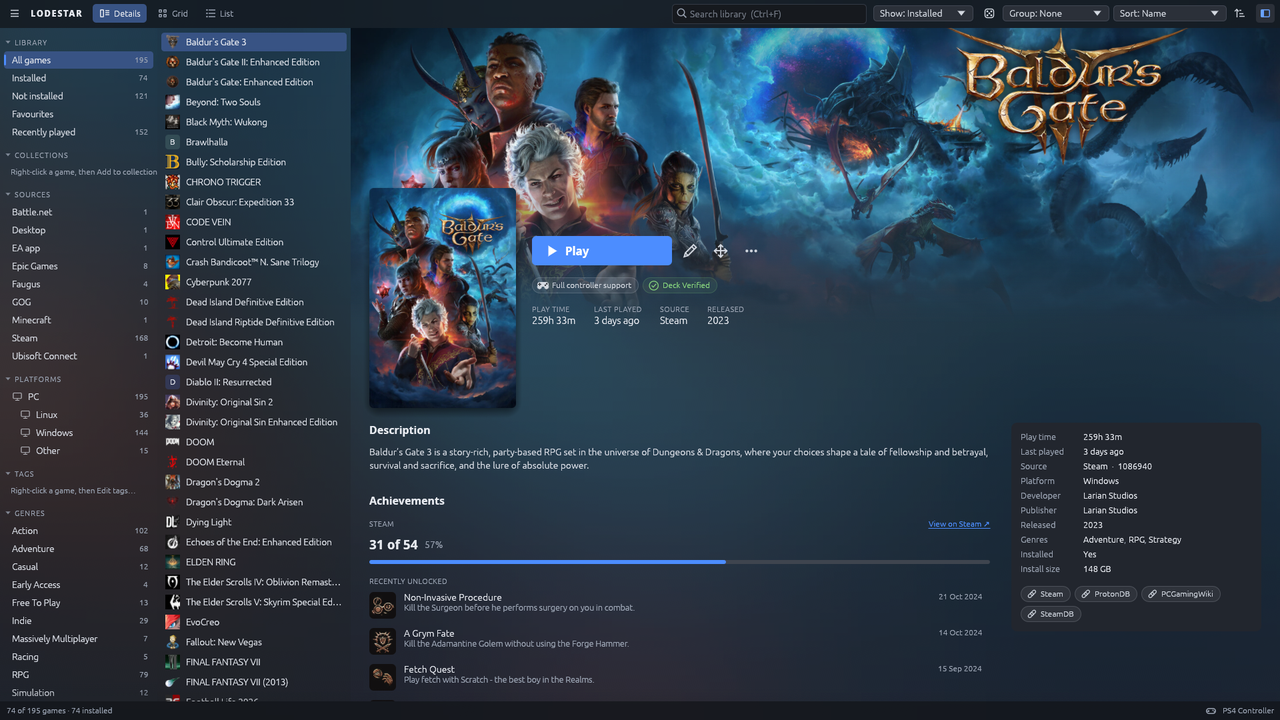 LODESTAR
Details
Grid
List
Search library (Ctrl+F)
Show: Installed
Group: None
Sort: Name
LIBRARY
All games 195
Installed 74
Not installed 121
Favourites
Recently played 152
COLLECTIONS
Right-click a game, then Add to collection
SOURCES
Battle.net 1
Desktop 1
EA app 1
Epic Games 8
Faugus 4
GOG 10
Minecraft 1
Steam 168
Ubisoft Connect 1
PLATFORMS
PC 195
Linux 36
Windows 144
Other 15
TAGS
Right-click a game, then Edit tags...
GENRES
Action 102
Adventure 68
Casual 12
Early Access 4
Free To Play 13
Indie 29
Massively Multiplayer 7
Racing 5
RPG 79
Simulation 12
Baldur's Gate 3
Baldur's Gate II: Enhanced Edition
Baldur's Gate: Enhanced Edition
Beyond: Two Souls
Black Myth: Wukong
B Brawlhalla
Bully: Scholarship Edition
CHRONO TRIGGER
Clair Obscur: Expedition 33
CODE VEIN
Control Ultimate Edition
Crash Bandicoot™ N. Sane Trilogy
Cyberpunk 2077
Dead Island Definitive Edition
Dead Island Riptide Definitive Edition
Detroit: Become Human
Devil May Cry 4 Special Edition
D Diablo II: Resurrected
Divinity: Original Sin 2
Divinity: Original Sin Enhanced Edition
DOOM
DOOM Eternal
Dragon's Dogma 2
Dragon's Dogma: Dark Arisen
DL Dying Light
Echoes of the End: Enhanced Edition
ELDEN RING
The Elder Scrolls IV: Oblivion Remast...
The Elder Scrolls V: Skyrim Special Ed...
EvoCreo
Fallout: New Vegas
FINAL FANTASY VII
FINAL FANTASY VII (2013)
BALDUR'S
GATE
BALDUR'S
GATE
Play
Full controller support
Deck Verified
PLAY TIME LAST PLAYED SOURCE RELEASED
259h 33m 3 days ago Steam 2023
Description
Baldur's Gate 3 is a story-rich, party-based RPG set in the universe of Dungeons & Dragons, where your choices shape a tale of fellowship and betrayal,
survival and sacrifice, and the lure of absolute power.
Achievements
STEAM View on Steam ↗
31 of 54 57%
RECENTLY UNLOCKED
Non-Invasive Procedure 21 Oct 2024
Kill the Surgeon before he performs surgery on you in combat.
A Grym Fate 14 Oct 2024
Kill the Adamantine Golem without using the Forge Hammer.
Fetch Quest 15 Sep 2024
Play fetch with Scratch - the best boy in the Realms.
Play time 259h 33m
Last played 3 days ago
Source Steam · 1086940
Platform Windows
Developer Larian Studios
Publisher Larian Studios
Released 2023
Genres Adventure, RPG, Strategy
Installed Yes
Install size 148 GB
Steam
ProtonDB
PCGamingWiki
SteamDB
74 of 195 games · 74 installed
PS4 Controller